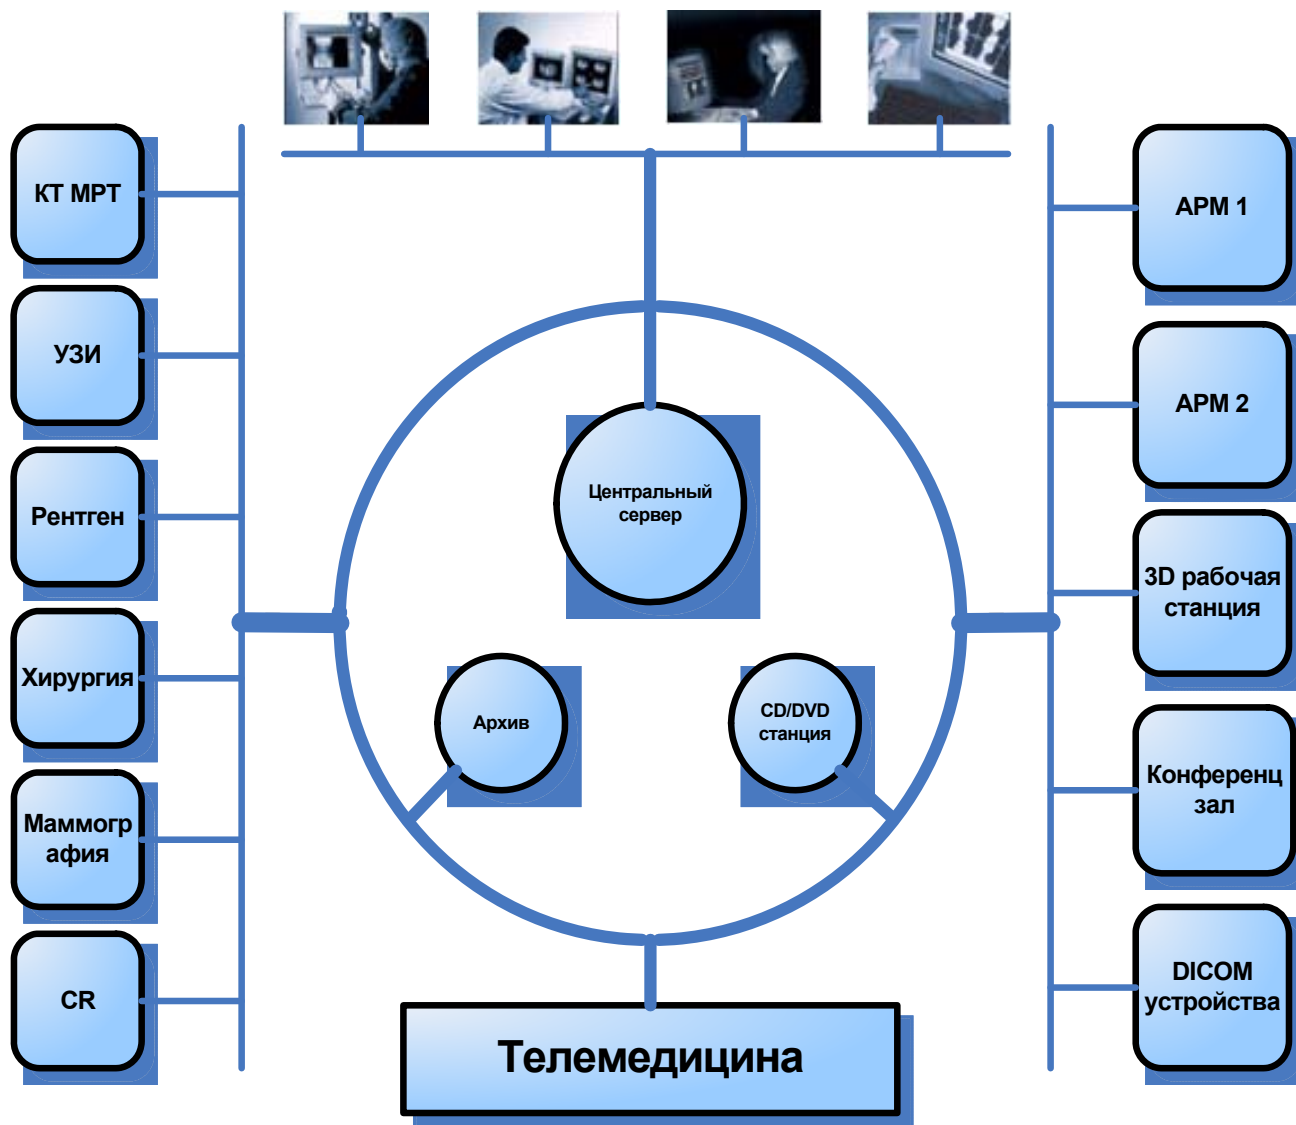 КТ МРТ
УЗИ
Рентген
Хирургия
Маммогр
афия
CR
Центральный
сервер
Архив
CD/DVD
станция
Телемедицина
АРМ 1
АРМ 2
3D рабочая
станция
Конференц
зал
DICOM
устройства